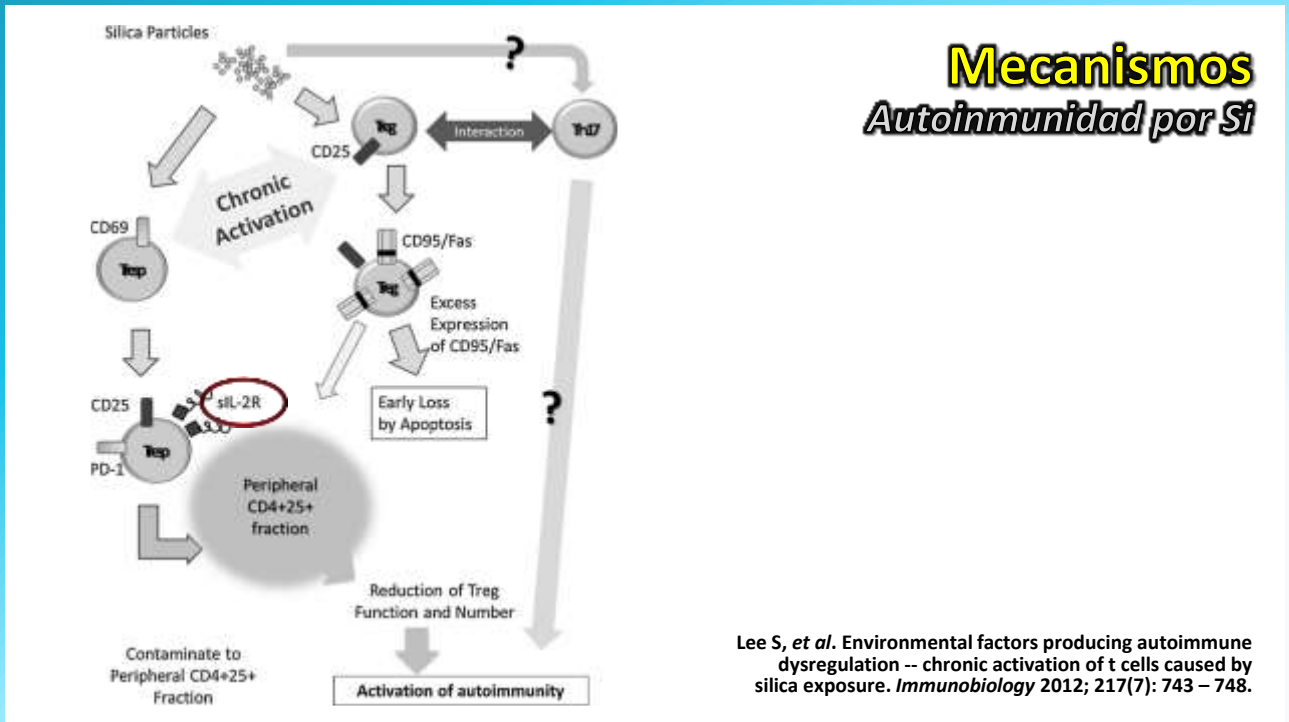 Silica Particles
?
Mecanismos
Autoinmunidad por Si
Treg
Interaction
Th17
CD25
Chronic
Activation
CD69
Tresp
CD95/Fas
Treg
Excess
Expression
of CD95/Fas
CD25
sIL-2R
Early Loss
by Apoptosis
?
PD-1
Tresp
Peripheral
CD4+25+
fraction
Reduction of Treg
Function and Number
Contaminate to
Peripheral CD4+25+
Fraction
Activation of autoimmunity
Lee S, et al. Environmental factors producing autoimmune
dysregulation -- chronic activation of t cells caused by
silica exposure. Immunobiology 2012; 217(7): 743 – 748.